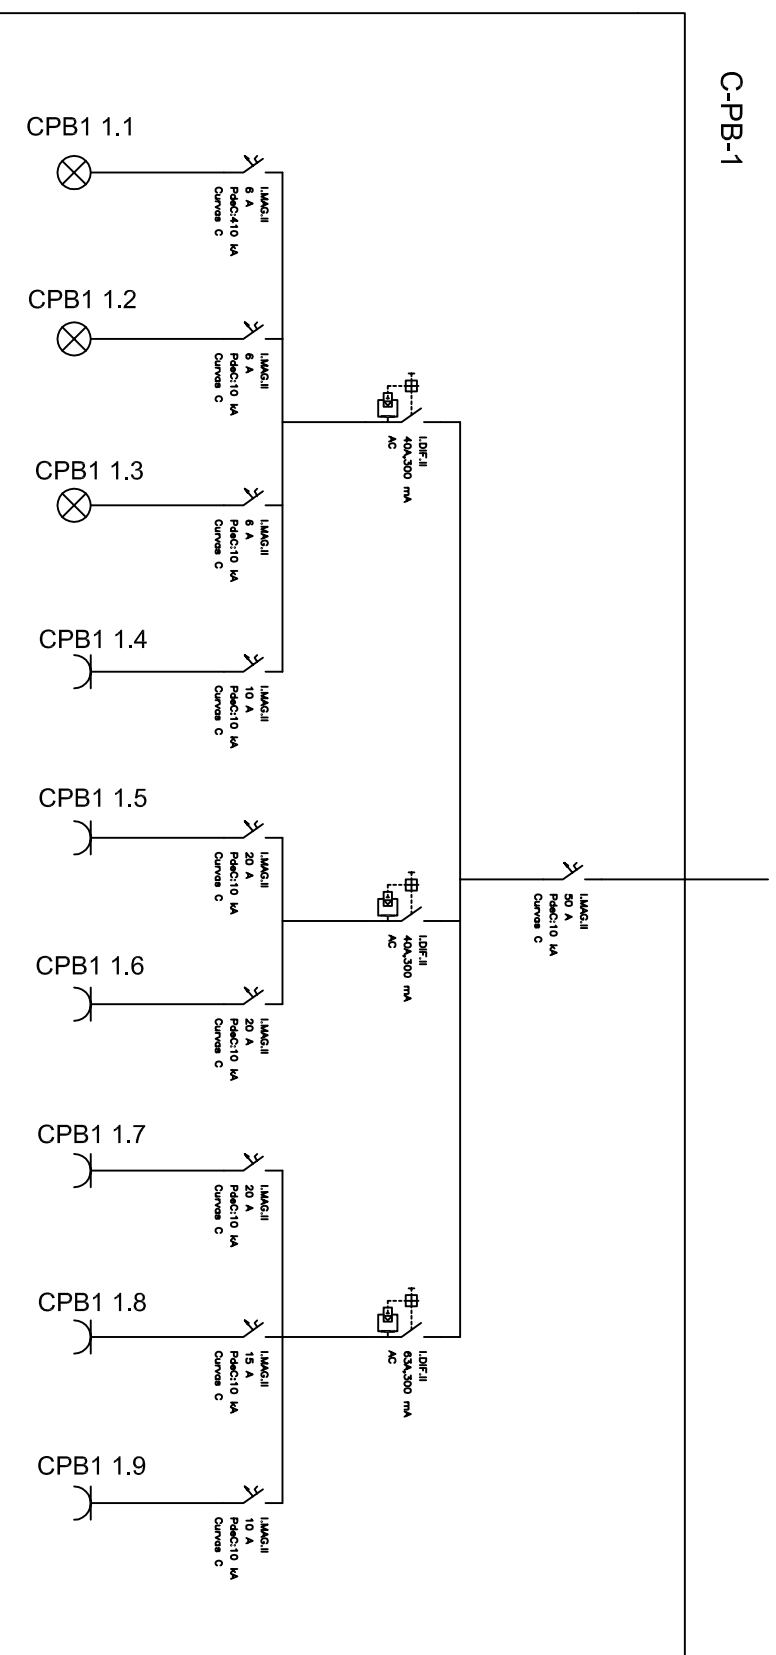 C-PB-1
CPB1 1.1
I.MAG.II
6 A
PdeC:410 kA
Curvas C
CPB1 1.2
I.MAG.II
6 A
PdeC:10 kA
Curvas C
I.DIF.II
40A,300 mA
AC
CPB1 1.3
I.MAG.II
6 A
PdeC:10 kA
Curvas C
CPB1 1.4
I.MAG.II
10 A
PdeC:10 kA
Curvas C
CPB1 1.5
I.MAG.II
20 A
PdeC:10 kA
Curvas C
I.MAG.II
50 A
PdeC:10 kA
Curvas C
I.DIF.II
40A,300 mA
AC
CPB1 1.6
I.MAG.II
20 A
PdeC:10 kA
Curvas C
CPB1 1.7
I.MAG.II
20 A
PdeC:10 kA
Curvas C
CPB1 1.8
I.MAG.II
15 A
PdeC:10 kA
Curvas C
I.DIF.II
63A,300 mA
AC
CPB1 1.9
I.MAG.II
10 A
PdeC:10 kA
Curvas C